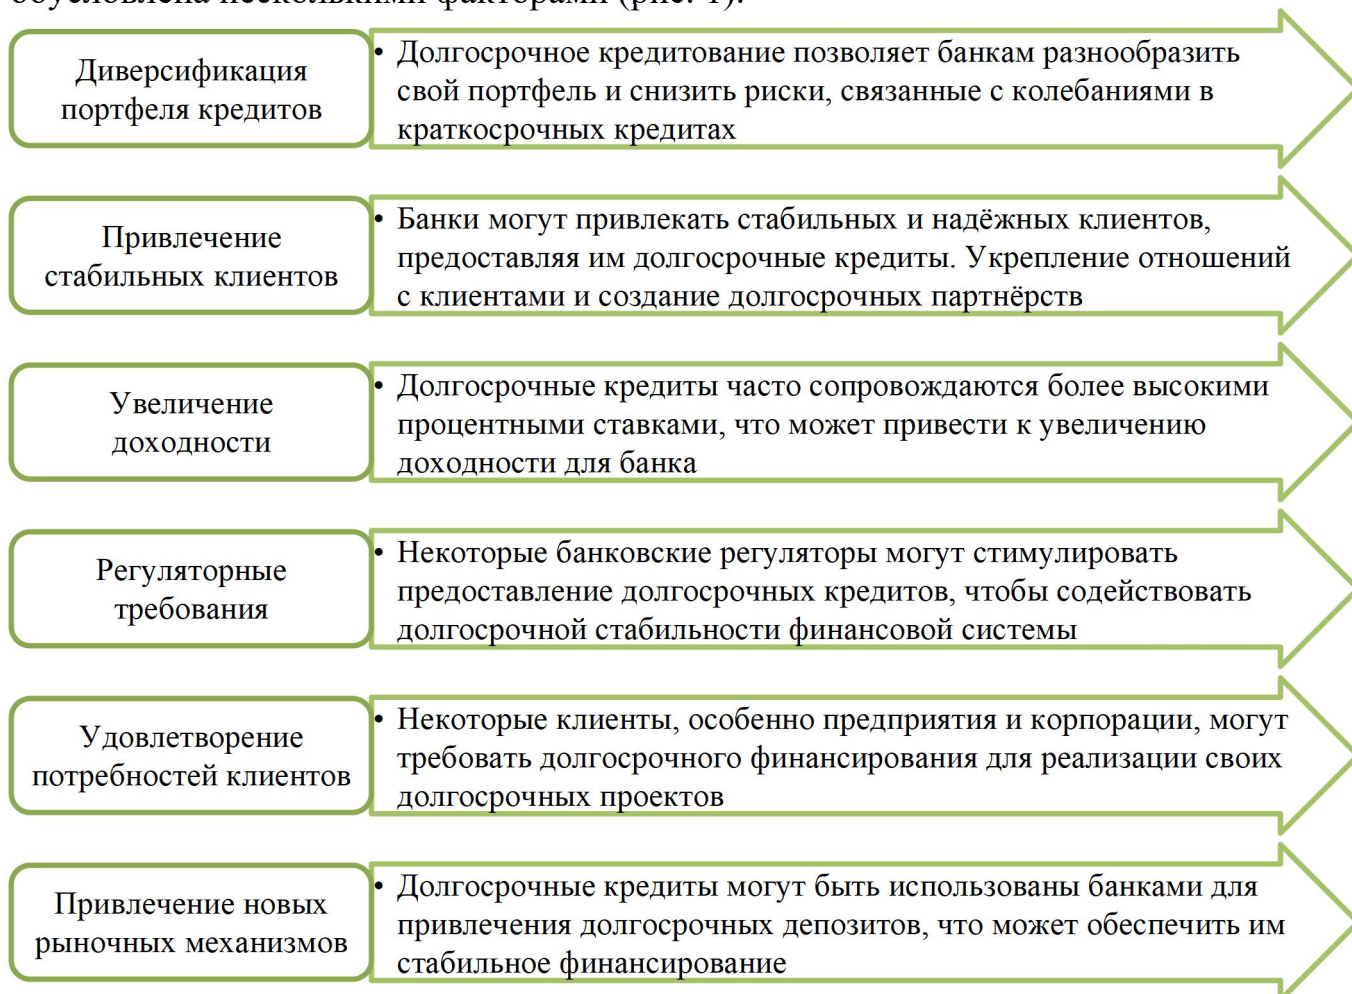 обусловлена несколькими факторами (рис. 1).
Диверсификация
портфеля кредитов
• Долгосрочное кредитование позволяет банкам разнообразить
свой портфель и снизить риски, связанные с колебаниями в
краткосрочных кредитах
Привлечение
стабильных клиентов
• Банки могут привлекать стабильных и надёжных клиентов,
предоставляя им долгосрочные кредиты. Укрепление отношений
с клиентами и создание долгосрочных партнёрств
Увеличение
доходности
• Долгосрочные кредиты часто сопровождаются более высокими
процентными ставками, что может привести к увеличению
доходности для банка
Регуляторные
требования
• Некоторые банковские регуляторы могут стимулировать
предоставление долгосрочных кредитов, чтобы содействовать
долгосрочной стабильности финансовой системы
Удовлетворение
потребностей клиентов
• Некоторые клиенты, особенно предприятия и корпорации, могут
требовать долгосрочного финансирования для реализации своих
долгосрочных проектов
Привлечение новых
рыночных механизмов
• Долгосрочные кредиты могут быть использованы банками для
привлечения долгосрочных депозитов, что может обеспечить им
стабильное финансирование